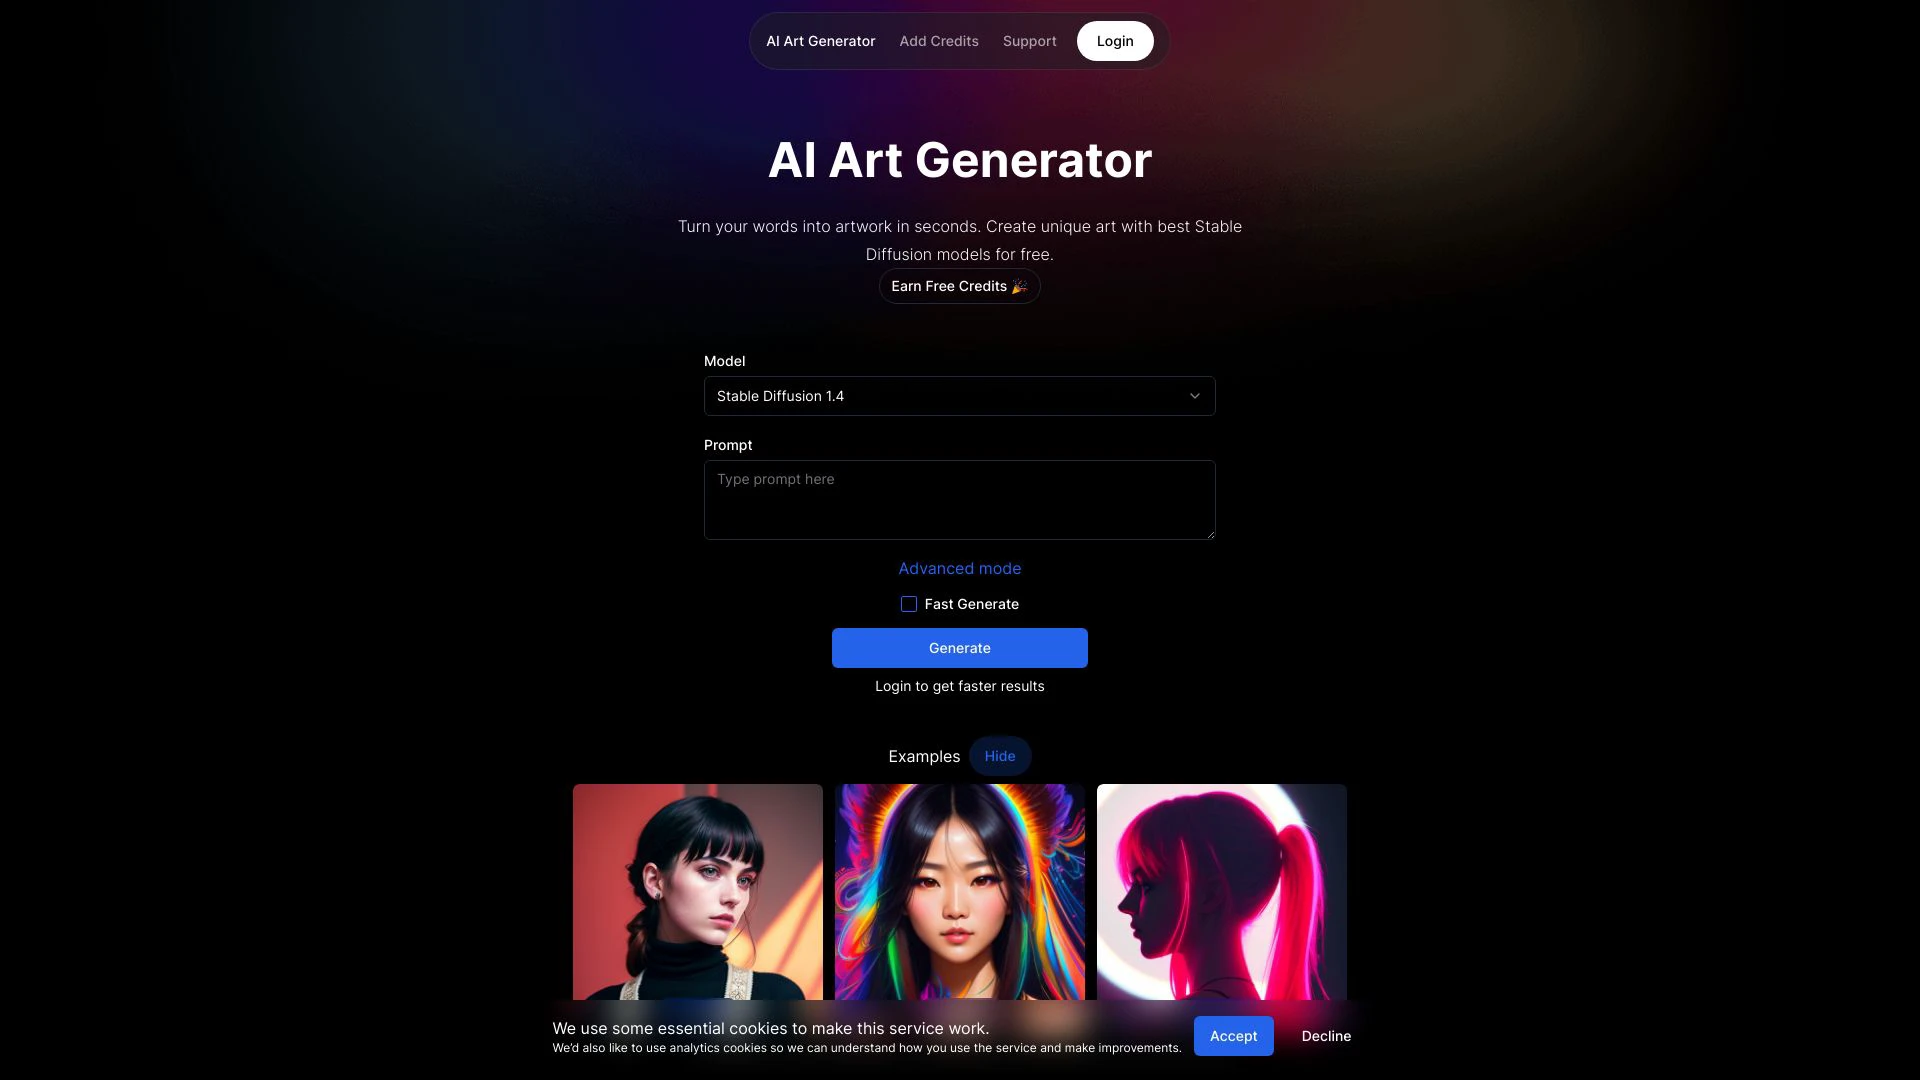 AI Art Generator
Add Credits
Support
Login
AI Art Generator
Turn your words into artwork in seconds. Create unique art with best Stable
Diffusion models for free.
Earn Free Credits 🎉
Model
Stable Diffusion 1.4
Prompt
Type prompt here
Advanced mode
Fast Generate
Generate
Login to get faster results
Examples
Hide
We use some essential cookies to make this service work.
We'd also like to use analytics cookies so we can understand how you use the service and make improvements.
Accept
Decline